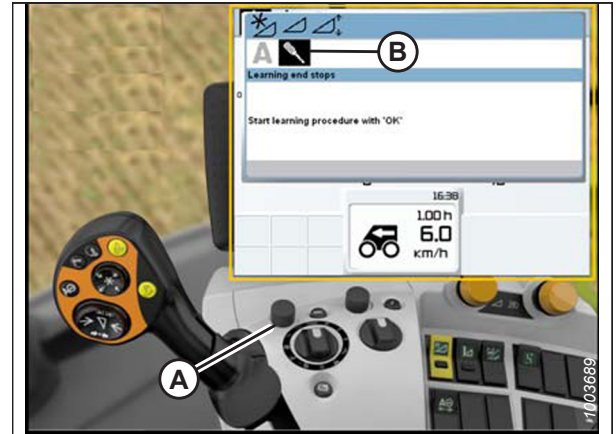 A
B
Learning end stops
Start learning procedure with 'OK'
16:38
1.00 h
6.0
km/h
A
1003689